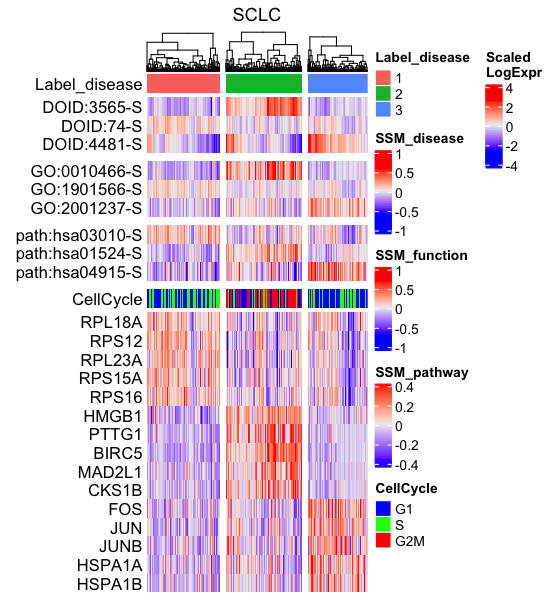 SCLC
Label_disease
DOID:3565-S
DOID:74-S
DOID:4481-S
GO:0010466-S
GO:1901566-S
GO:2001237-S
path:hsa03010-S
path:hsa01524-S
path:hsa04915-S
CellCycle
RPL18A
RPS12
RPL23A
RPS15A
RPS16
HMGB1
PTTG1
BIRC5
MAD2L1
CKS1B
FOS
JUN
JUNB
HSPA1A
HSPA1B
Label_disease
1
2
3
SSM_disease
1
0.5
0
-0.5
-1
SSM_function
1
0.5
0
-0.5
-1
SSM_pathway
0.4
0.2
0
-0.2
-0.4
CellCycle
G1
S
G2M
Scaled
LogExpr
4
2
0
-2
-4